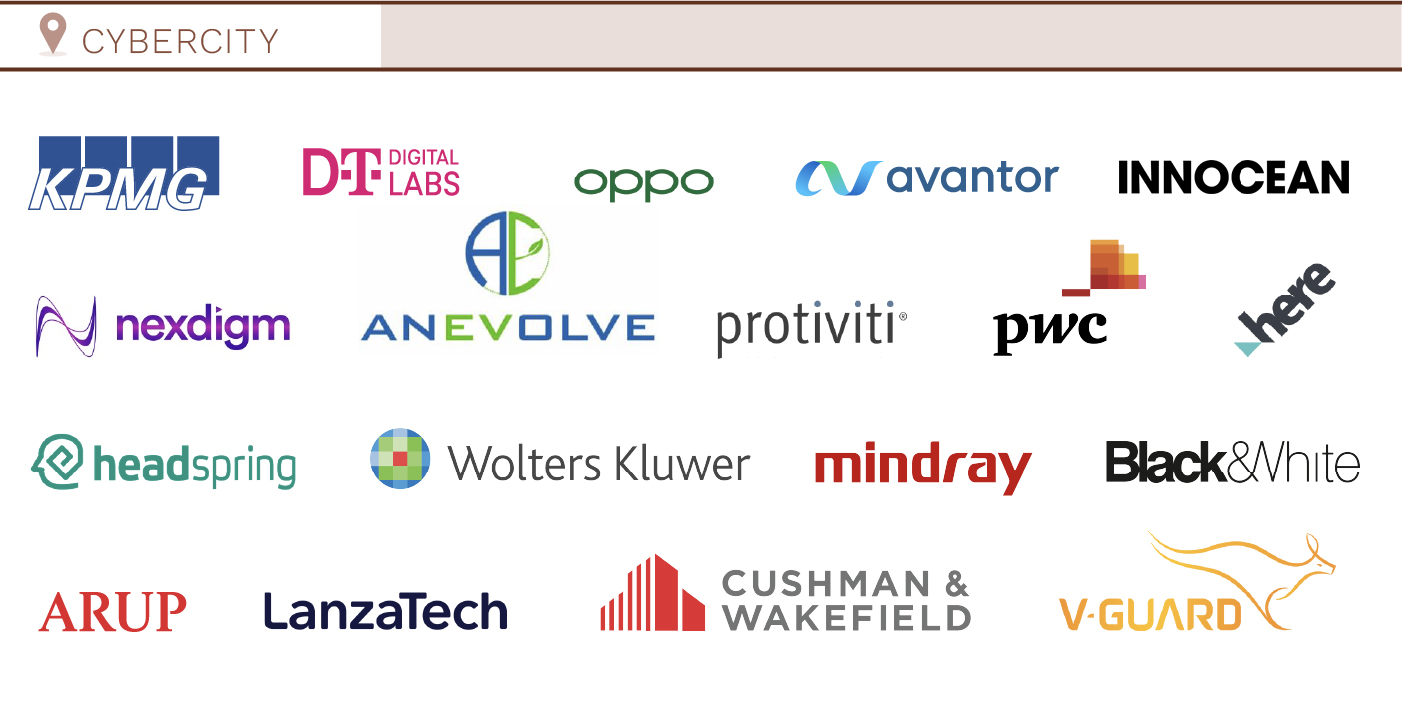 CYBERCITY
KPMG
D·T· DIGITAL
LABS
oppo
avantor
INNOCEAN
AE
nexdigm
ANEVOLVE
protiviti®
pwc
here
headspring
Wolters Kluwer
mindray
Black&White
ARUP
LanzaTech
CUSHMAN &
WAKEFIELD
V-GUARD